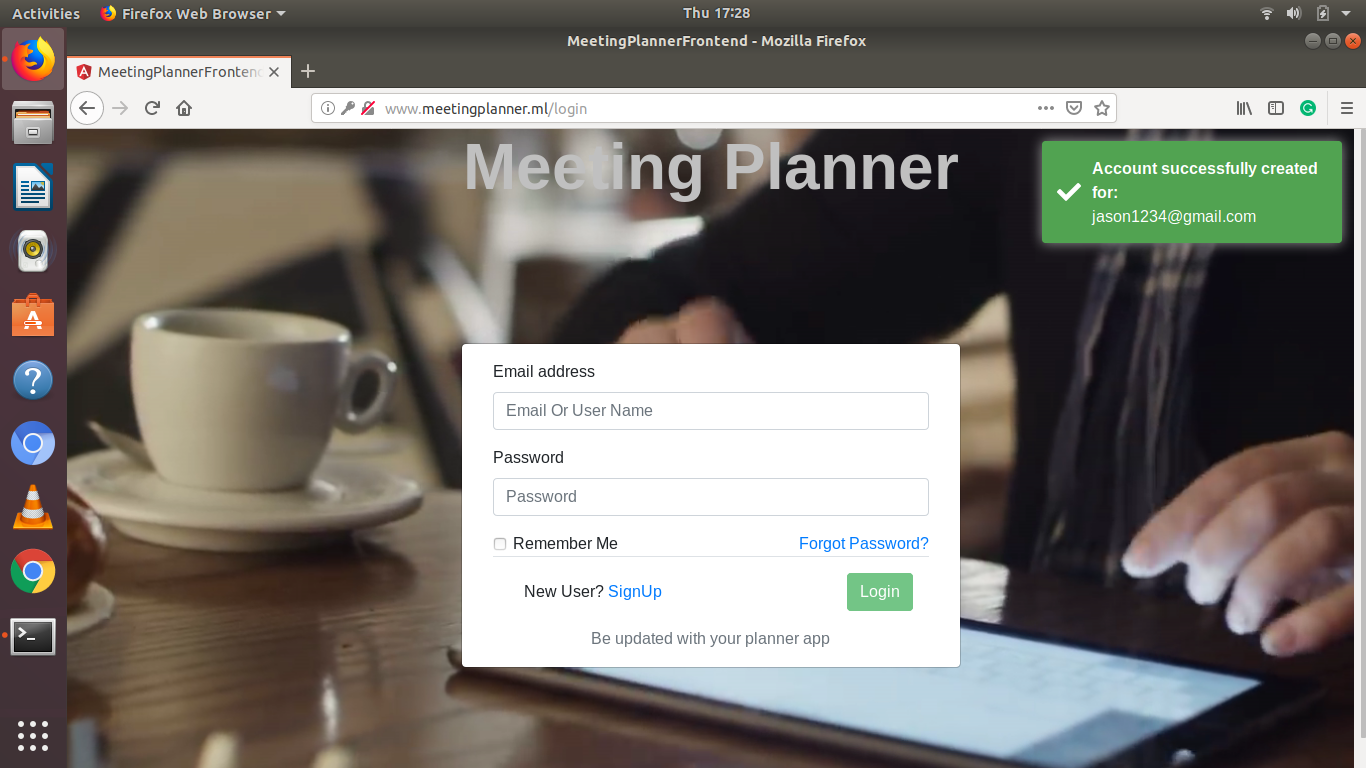 Activities
Firefox Web Browser
Thu 17:28
MeetingPlannerFrontend - Mozilla Firefox
MeetingPlannerFrontend
www.meetingplanner.ml/login
Meeting Planner
Account successfully created
for:
jason1234@gmail.com
Email address
Email Or User Name
Password
Password
Remember Me
Forgot Password?
New User? SignUp
Login
Be updated with your planner app